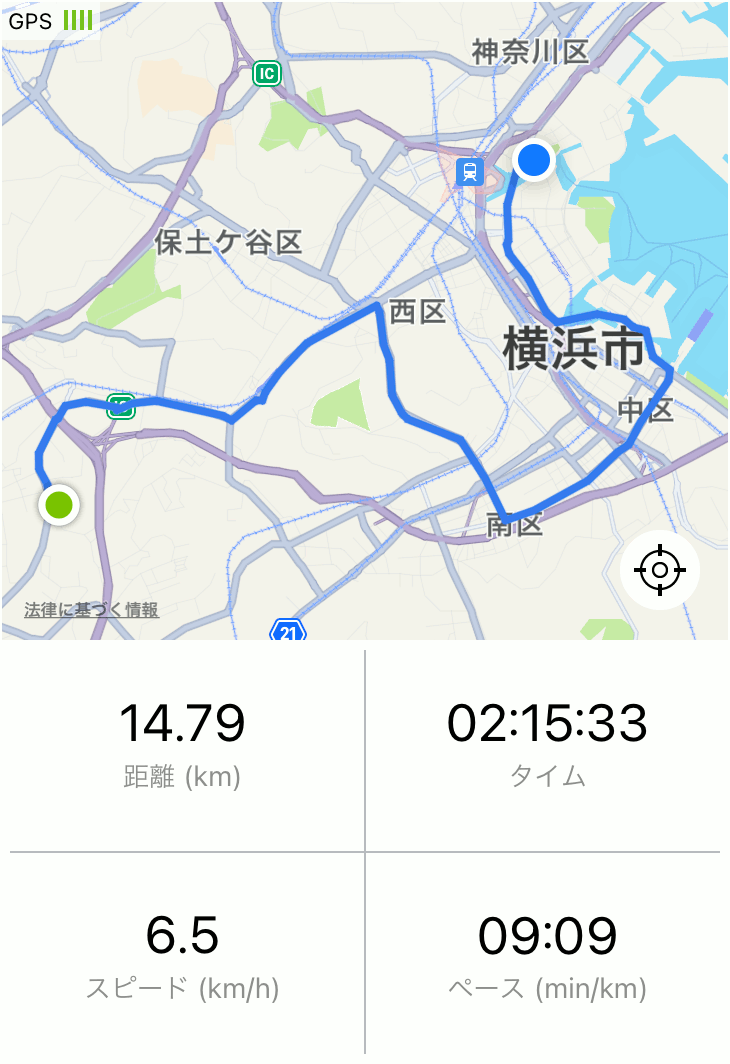 GPS
神奈川区
IC
保土ケ谷区
西区
横浜市
中区
南区
法律に基づく情報
21
14.79
距離 (km)
02:15:33
タイム
6.5
スピード (km/h)
09:09
ペース (min/km)